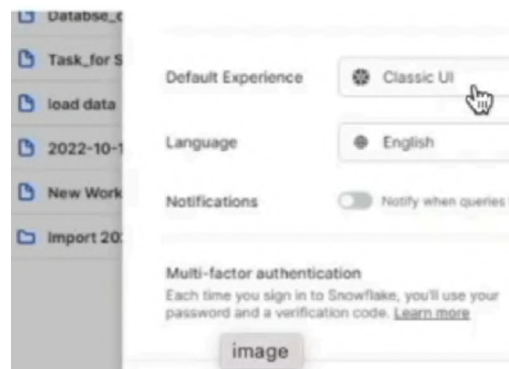 Databse_
Task_for S
load data
2022-10-1
New Work
Import 20
Default Experience
Classic UI
Language
English
Notifications
Notify when queries
Multi-factor authentication
Each time you sign in to Snowflake, you'll use your
password and a verification code. Learn more
image